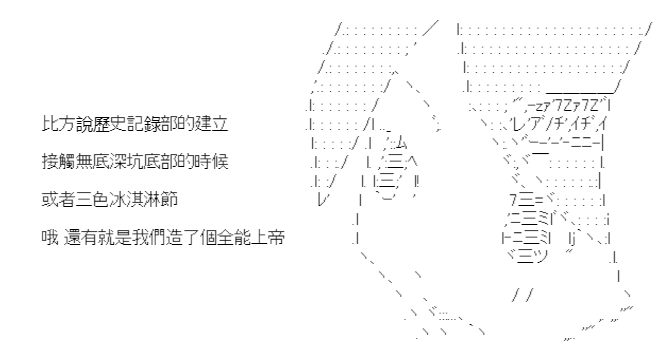 比方說歷史記錄部的建立
接觸無底深坑底部的時候
或者三色冰淇淋節
哦 還有就是我們造了個全能上帝